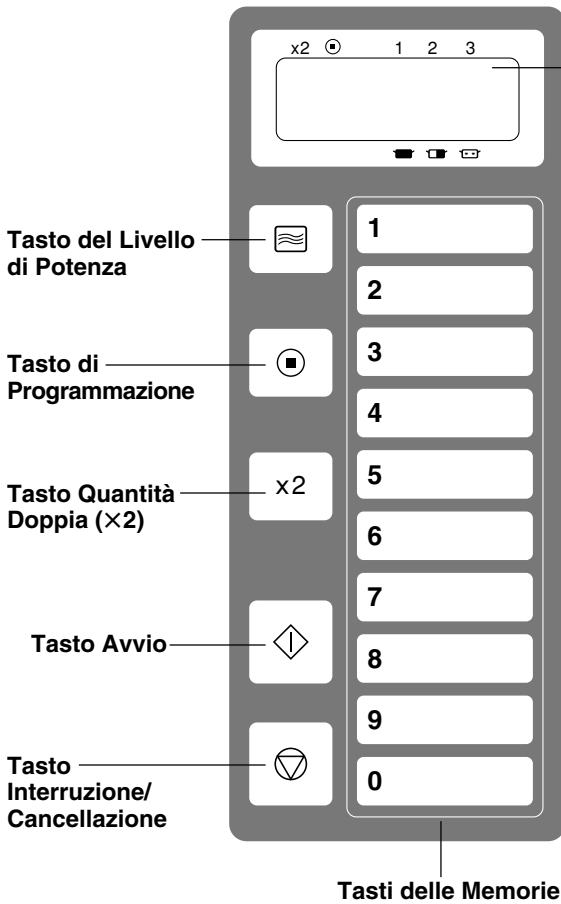 x2 1 2 3
Tasto del Livello
di Potenza
Tasto di
Programmazione
Tasto Quantità
Doppia (×2)
Tasto Avvio
Tasto
Interruzione/
Cancellazione
x2
1
2
3
4
5
6
7
8
9
0
Tasti delle Memorie